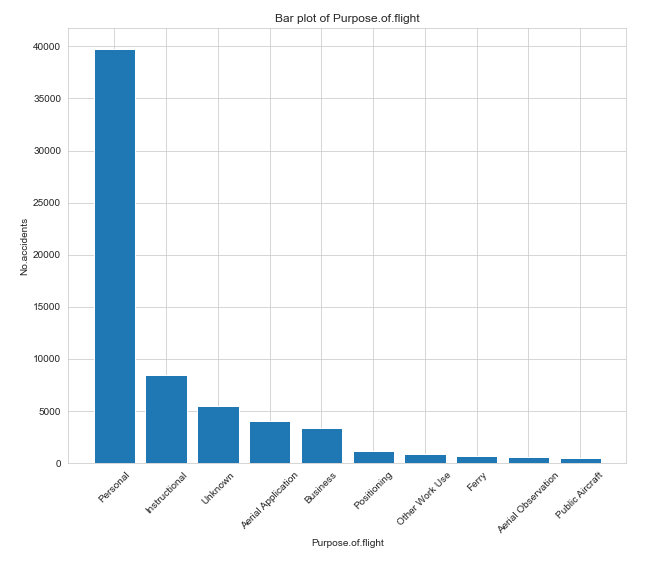 Bar plot of Purpose.of.flight
40000
35000
30000
25000
20000
15000
10000
5000
0
No.accidents
Personal
Instructional
Unknown
Aerial Application
Business
Positioning
Other Work Use
Ferry
Aerial Observation
Public Aircraft
Purpose.of.flight